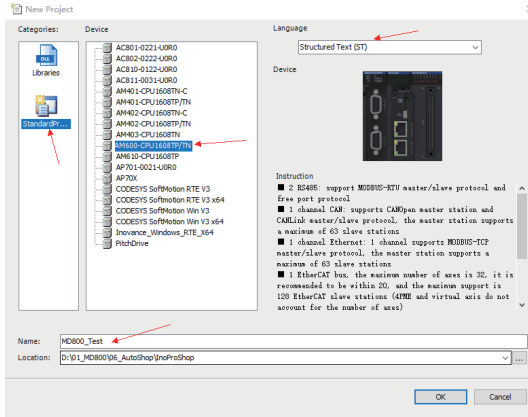 New Project
Categories:
Device
Language
DLL
Libraries
StandardPr...
AC801-0221-U0R0
AC802-0222-U0R0
AC810-0122-U0R0
AC811-0031-U0R0
AM401-CPU1608TN-C
AM401-CPU1608TP/TN
AM402-CPU1608TN-C
AM402-CPU1608TP/TN
AM403-CPU1608TN
AM600-CPU1608TP/TN
AM610-CPU1608TP
AP701-0021-U0R0
AP70X
CODESYS SoftMotion RTE V3
CODESYS SoftMotion RTE V3 x64
CODESYS SoftMotion Win V3
CODESYS SoftMotion Win V3 x64
Inovance_Windows_RTE_X64
PitchDrive
Structured Text (ST)
Device
Instruction
■ 2 RS485: support MODBUS-RTU master/slave protocol and
free port protocol
■ 1 channel CAN: supports CANOpen master station and
CANLink master/slave protocol, the master station supports
a maximum of 63 slave stations
■ 1 channel Ethernet: 1 channel supports MODBUS-TCP
master/slave protocol, the master station supports a
maximum of 63 slave stations
■ 1 EtherCAT bus, the maximum number of axes is 32, it is
recommended to be within 20, and the maximum support is
128 EtherCAT slave stations (4PME and virtual axis do not
account for the number of axes)
Name:
MD800_Test
Location:
D:\01_MD800\06_AutoShop\InoProShop
...
OK
Cancel